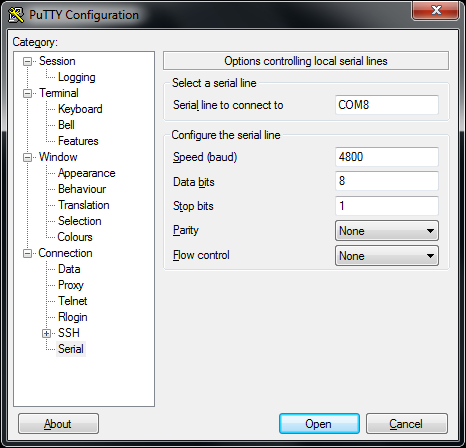 PuTTY Configuration
Category:
Session
Logging
Terminal
Keyboard
Bell
Features
Window
Appearance
Behaviour
Translation
Selection
Colours
Connection
Data
Proxy
Telnet
Rlogin
SSH
Serial
Options controlling local serial lines
Select a serial line
Serial line to connect to COM8
Configure the serial line
Speed (baud) 4800
Data bits 8
Stop bits 1
Parity None
Flow control None
About Open Cancel